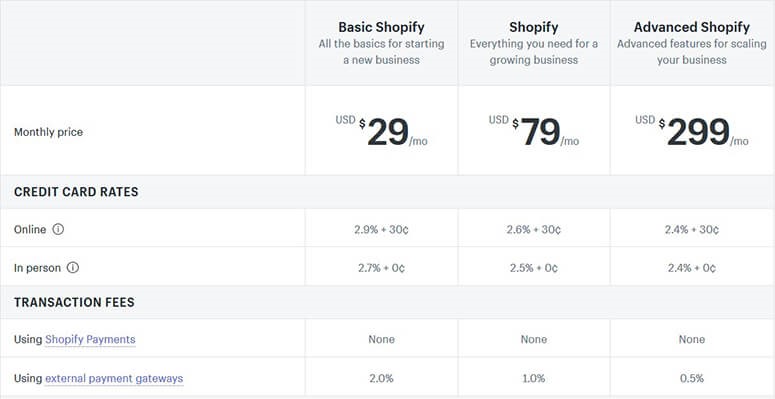 Basic Shopify
All the basics for starting
a new business
Shopify
Everything you need for a
growing business
Advanced Shopify
Advanced features for scaling
your business
Monthly price
USD $29/mo
USD $79/mo
USD $299/mo
CREDIT CARD RATES
Online
2.9% + 30¢
2.6% + 30¢
2.4% + 30¢
In person
2.7% + 0¢
2.5% + 0¢
2.4% + 0¢
TRANSACTION FEES
Using Shopify Payments
None
None
None
Using external payment gateways
2.0%
1.0%
0.5%